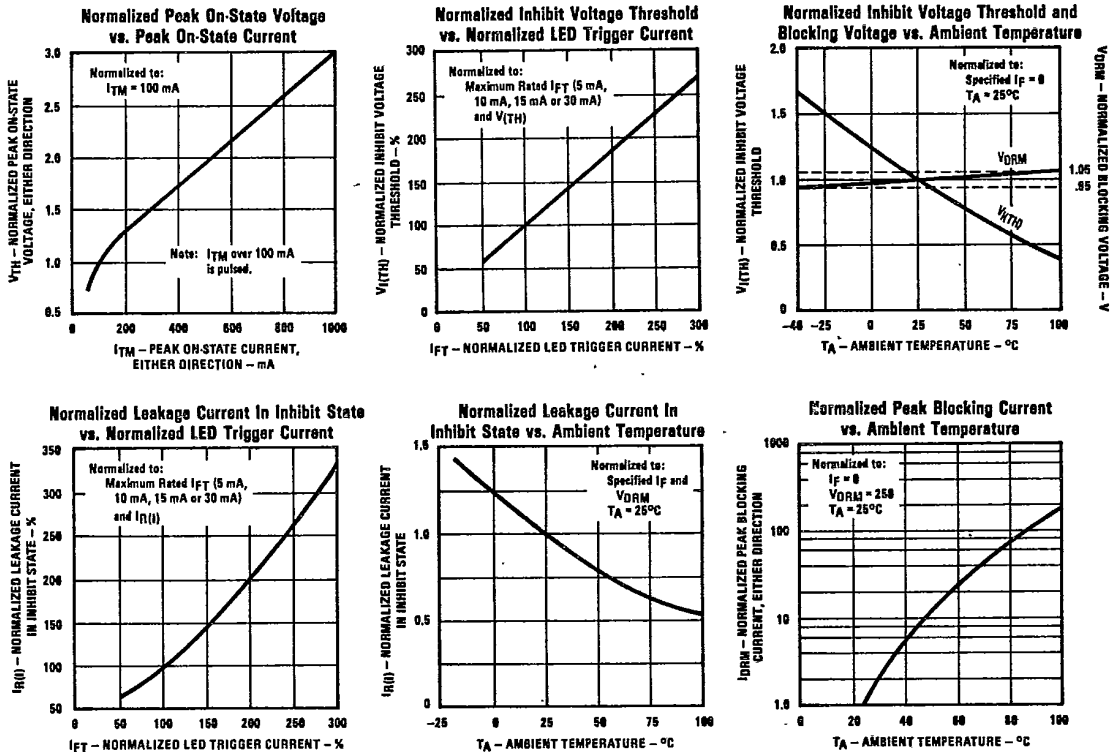 Normalized Peak On-State Voltage
vs. Peak On-State Current
VTH – NORMALIZED PEAK ON-STATE
VOLTAGE, EITHER DIRECTION
3.0
2.5
2.0
1.5
1.0
0.5
Normalized to:
ITM = 100 mA
Note: ITM over 100 mA
is pulsed.
0 200 400 600 800 1000
ITM – PEAK ON-STATE CURRENT,
EITHER DIRECTION – mA
Normalized Inhibit Voltage Threshold
vs. Normalized LED Trigger Current
VI(TH) – NORMALIZED INHIBIT VOLTAGE
THRESHOLD – %
300
250
200
150
100
50
0
Normalized to:
Maximum Rated IFT (5 mA,
10 mA, 15 mA or 30 mA)
and V(TH)
0 50 100 150 200 250 300
IFT – NORMALIZED LED TRIGGER CURRENT – %
Normalized Inhibit Voltage Threshold and
Blocking Voltage vs. Ambient Temperature
VI(TH) – NORMALIZED INHIBIT VOLTAGE
THRESHOLD
2.0
1.5
1.0
0.5
0
Normalized to:
Specified IF = 0
TA = 25°C
VDRM
VI(TH)
1.05
.95
VDRM – NORMALIZED BLOCKING VOLTAGE – V
-40 -25 0 25 50 75 100
TA – AMBIENT TEMPERATURE – °C
Normalized Leakage Current In Inhibit State
vs. Normalized LED Trigger Current
IR(I) – NORMALIZED LEAKAGE CURRENT
IN INHIBIT STATE – %
350
300
250
200
150
100
50
Normalized to:
Maximum Rated IFT (5 mA,
10 mA, 15 mA or 30 mA)
and IR(I)
0 50 100 150 200 250 300
IFT – NORMALIZED LED TRIGGER CURRENT – %
Normalized Leakage Current In
Inhibit State vs. Ambient Temperature
IR(I) – NORMALIZED LEAKAGE CURRENT
IN INHIBIT STATE
1.5
1.0
0.5
0
Normalized to:
Specified IF and
VDRM
TA = 25°C
-25 0 25 50 75 100
TA – AMBIENT TEMPERATURE – °C
Normalized Peak Blocking Current
vs. Ambient Temperature
IDRM – NORMALIZED PEAK BLOCKING
CURRENT, EITHER DIRECTION
1000
100
10
1.0
Normalized to:
IF = 0
VDRM = 250
TA = 25°C
0 20 40 60 80 100
TA – AMBIENT TEMPERATURE – °C